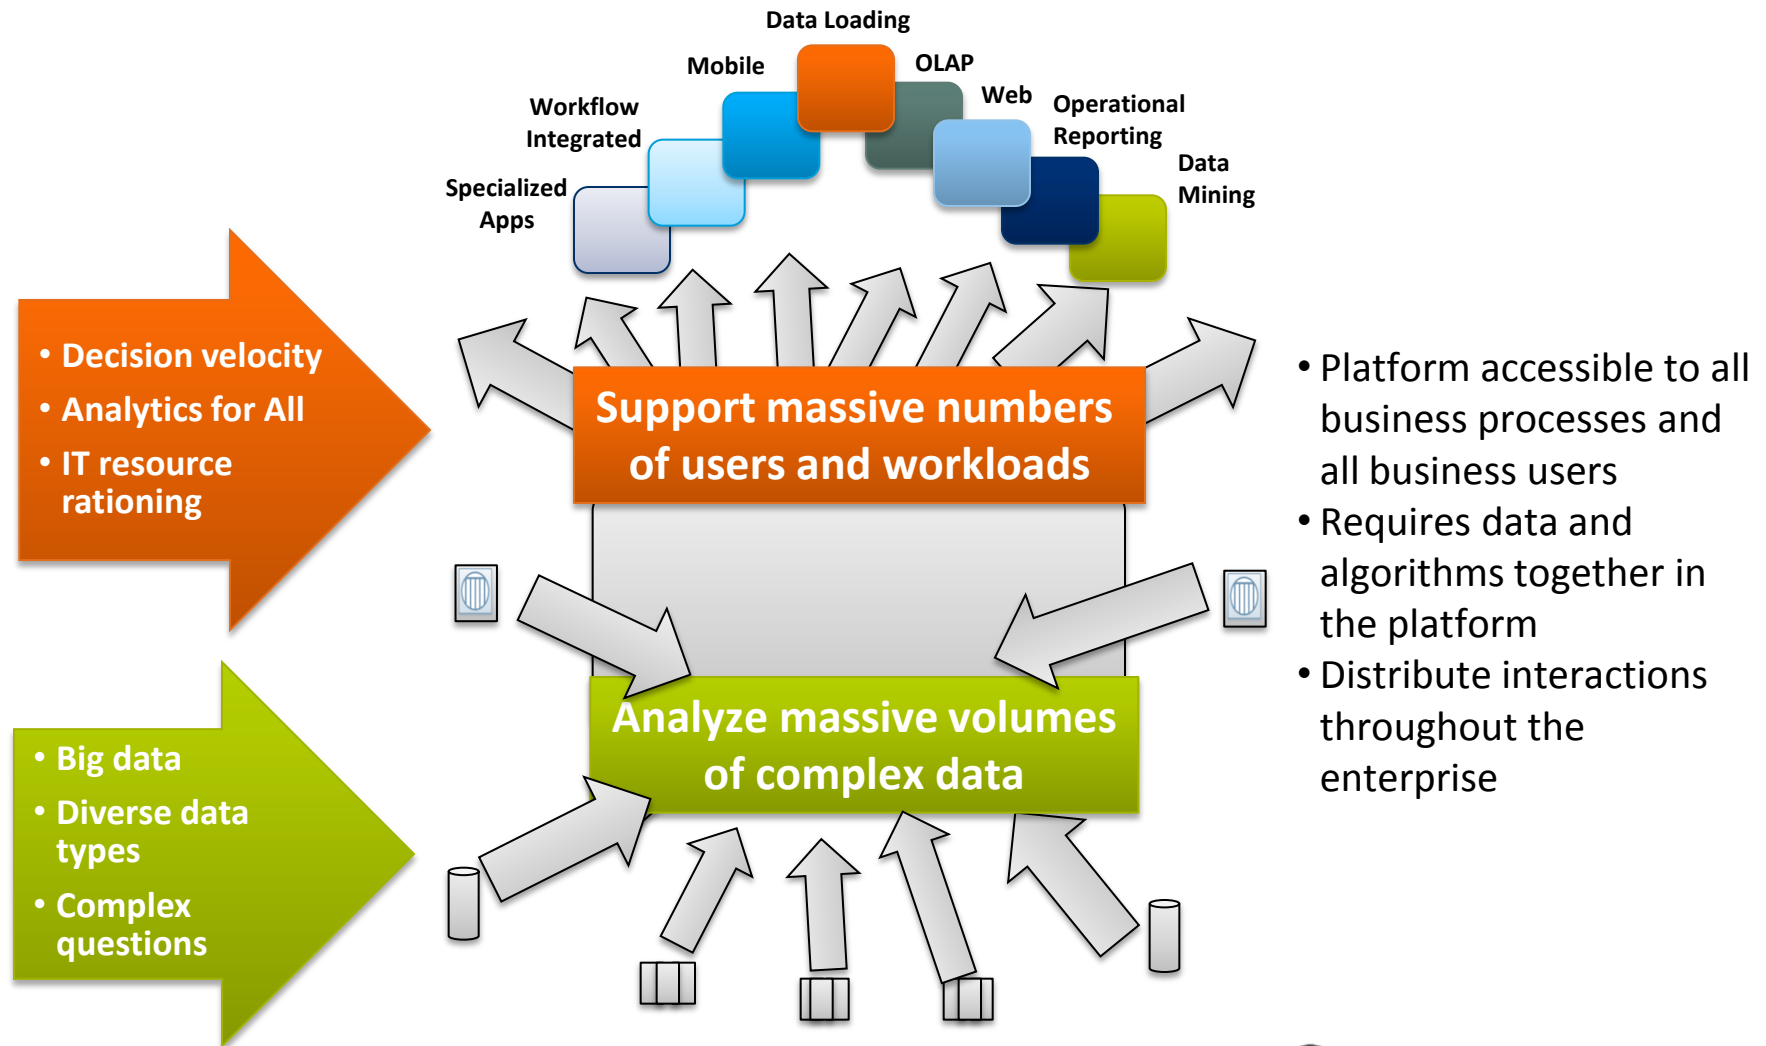 Data Loading
Mobile
OLAP
Web
Workflow
Integrated
Operational
Reporting
Specialized
Apps
Data
Mining
• Decision velocity
• Analytics for All
• IT resource
rationing
Support massive numbers
of users and workloads
• Big data
• Diverse data
types
• Complex
questions
Analyze massive volumes
of complex data
• Platform accessible to all
business processes and
all business users
• Requires data and
algorithms together in
the platform
• Distribute interactions
throughout the
enterprise